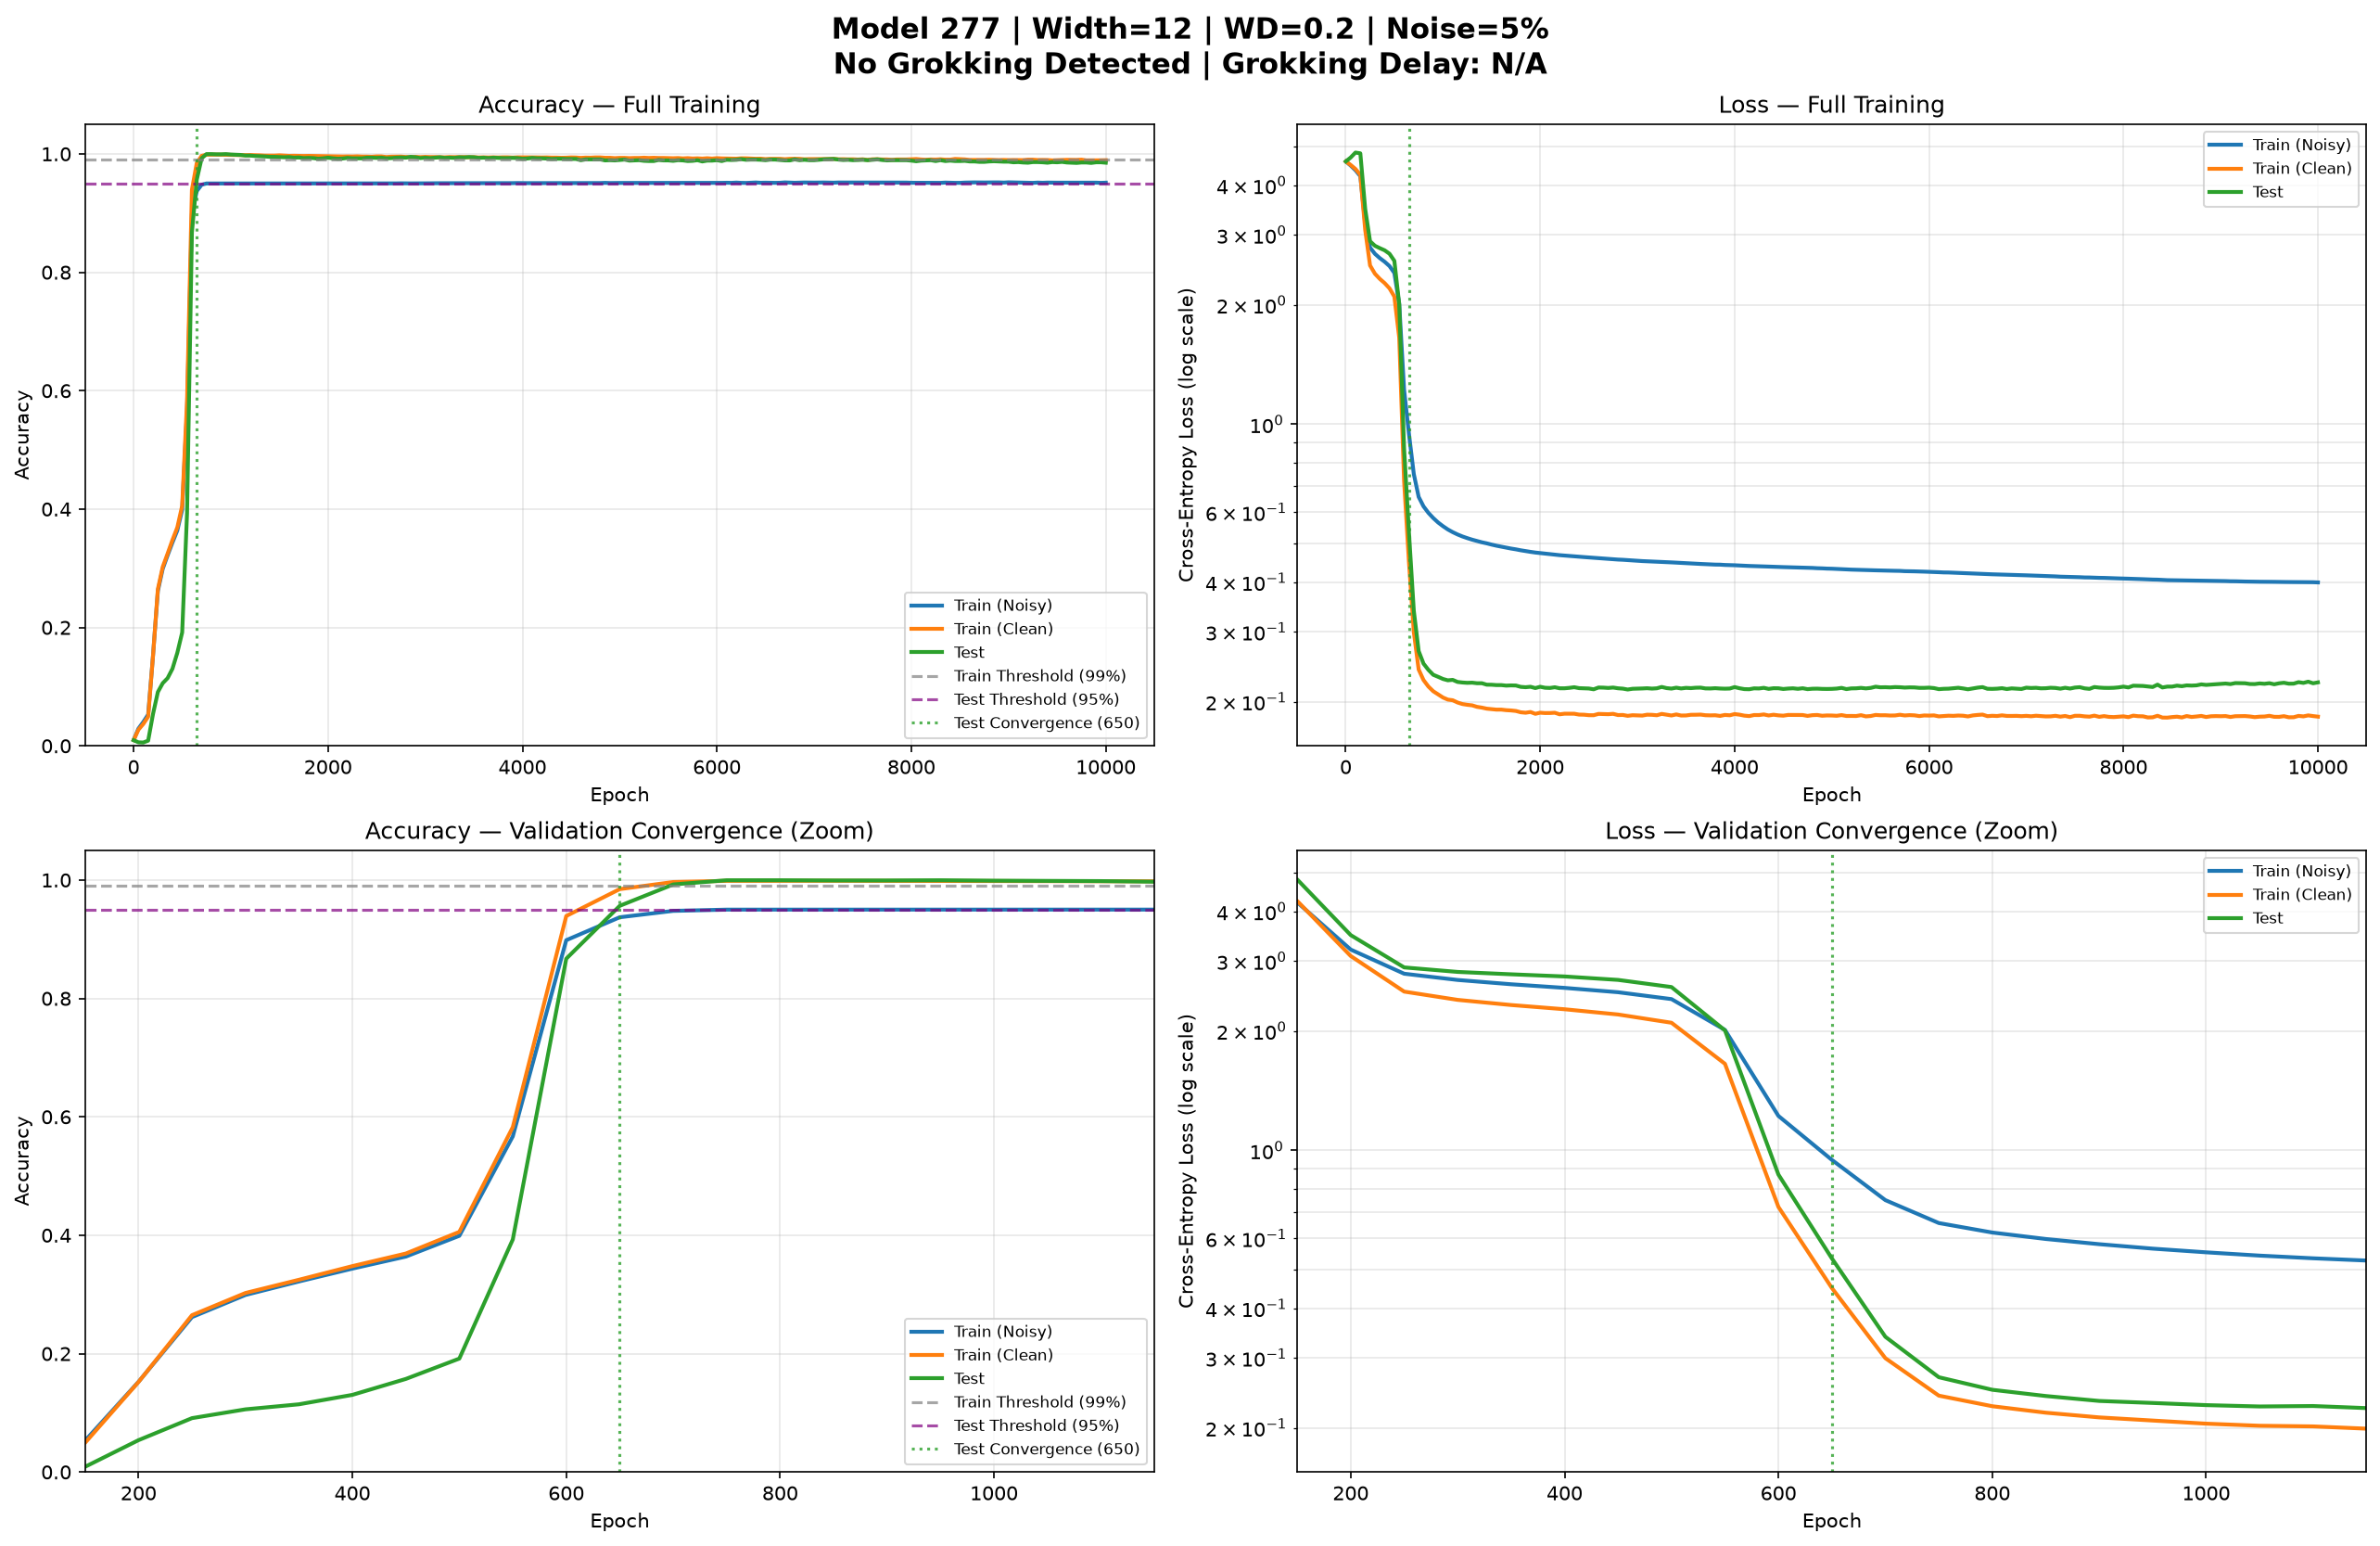 Model 277 | Width=12 | WD=0.2 | Noise=5%
No Grokking Detected | Grokking Delay: N/A
Accuracy — Full Training
1.0
0.8
0.6
0.4
0.2
0.0
Accuracy
0 2000 4000 6000 8000 10000
Epoch
Train (Noisy)
Train (Clean)
Test
Train Threshold (99%)
Test Threshold (95%)
Test Convergence (650)
Loss — Full Training
4 × 10⁰
3 × 10⁰
2 × 10⁰
10⁰
6 × 10⁻¹
4 × 10⁻¹
3 × 10⁻¹
2 × 10⁻¹
Cross-Entropy Loss (log scale)
0 2000 4000 6000 8000 10000
Epoch
Train (Noisy)
Train (Clean)
Test
Accuracy — Validation Convergence (Zoom)
1.0
0.8
0.6
0.4
0.2
0.0
Accuracy
200 400 600 800 1000
Epoch
Train (Noisy)
Train (Clean)
Test
Train Threshold (99%)
Test Threshold (95%)
Test Convergence (650)
Loss — Validation Convergence (Zoom)
4 × 10⁰
3 × 10⁰
2 × 10⁰
10⁰
6 × 10⁻¹
4 × 10⁻¹
3 × 10⁻¹
2 × 10⁻¹
Cross-Entropy Loss (log scale)
200 400 600 800 1000
Epoch
Train (Noisy)
Train (Clean)
Test